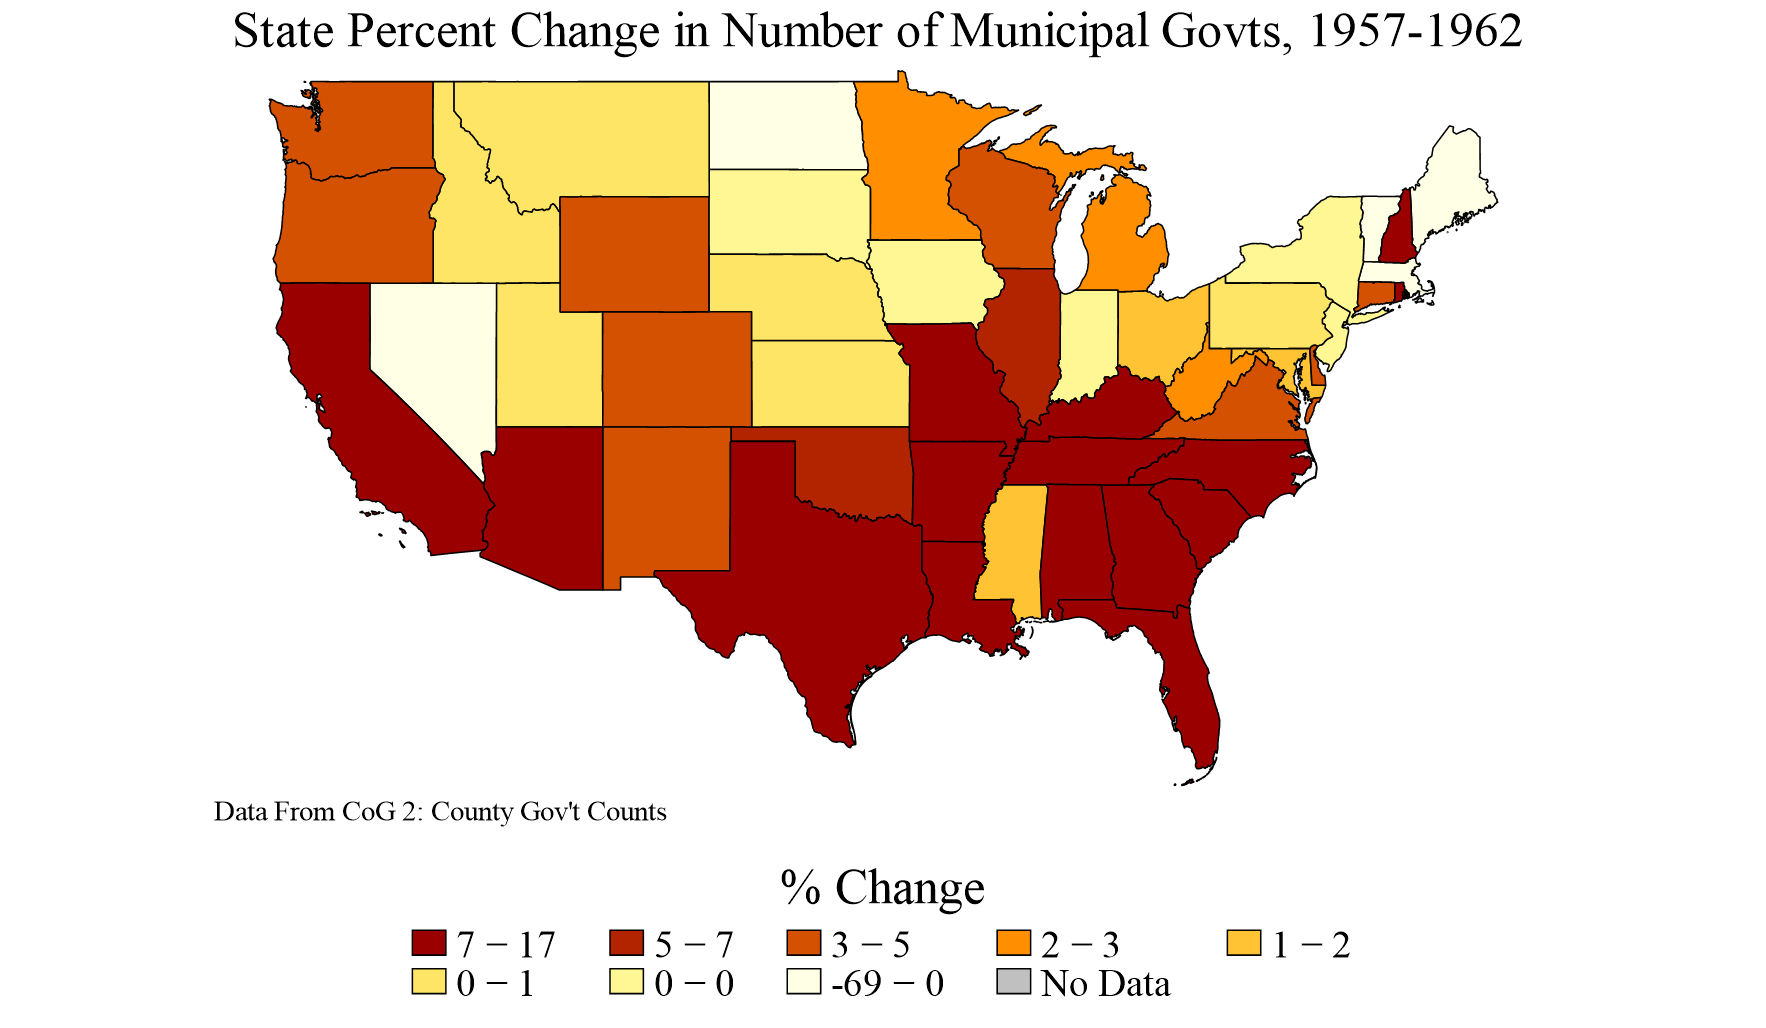 State Percent Change in Number of Municipal Govts, 1957-1962
Data From CoG 2: County Gov't Counts
% Change
7 – 17 5 – 7 3 – 5 2 – 3 1 – 2
0 – 1 0 – 0 -69 – 0 No Data